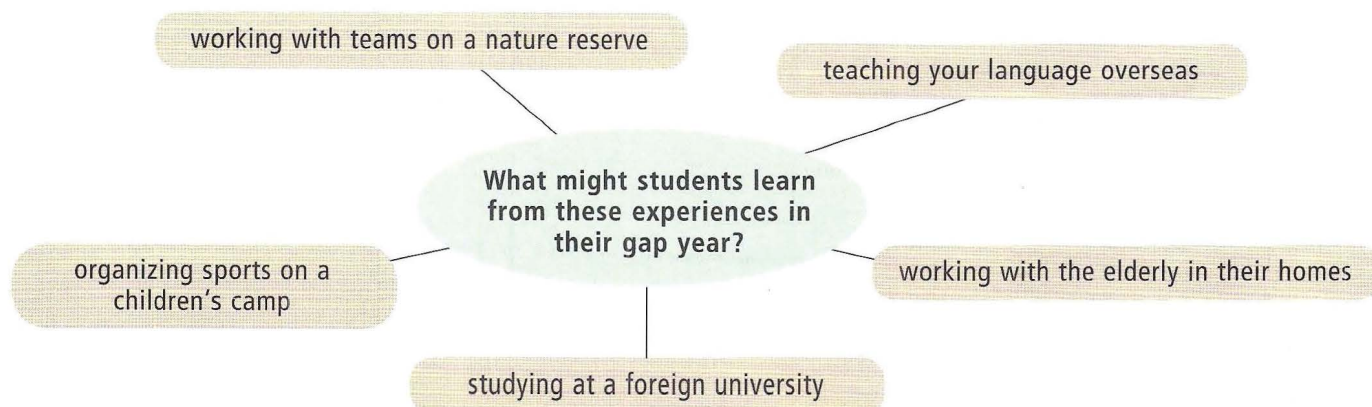 working with teams on a nature reserve
teaching your language overseas
What might students learn
from these experiences in
their gap year?
organizing sports on a
children's camp
working with the elderly in their homes
studying at a foreign university